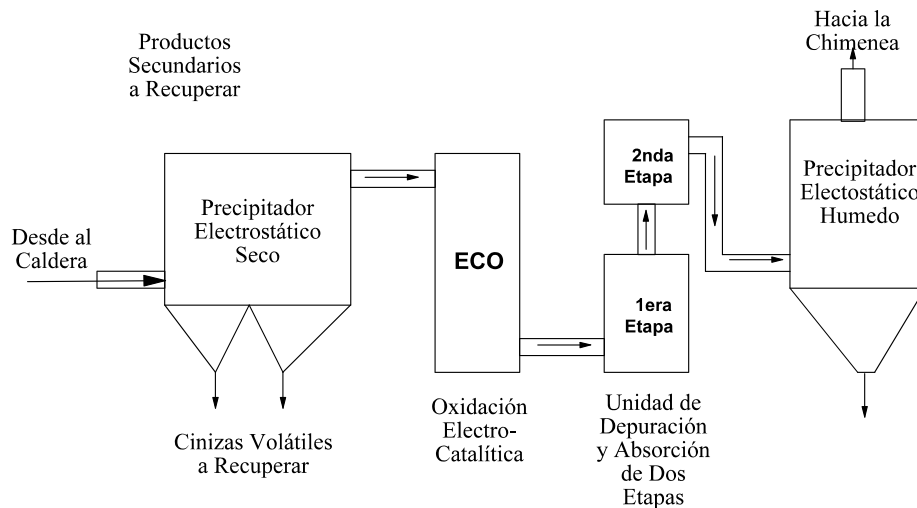 Productos
Secundarios
a Recuperar
Hacia la
Chimenea
Desde al
Caldera
Precipitador
Electrostático
Seco
ECO
2nda
Etapa
1era
Etapa
Precipitador
Electostático
Humedo
Cinizas Volátiles
a Recuperar
Oxidación
Electro-
Catalítica
Unidad de
Depuración
y Absorción
de Dos
Etapas